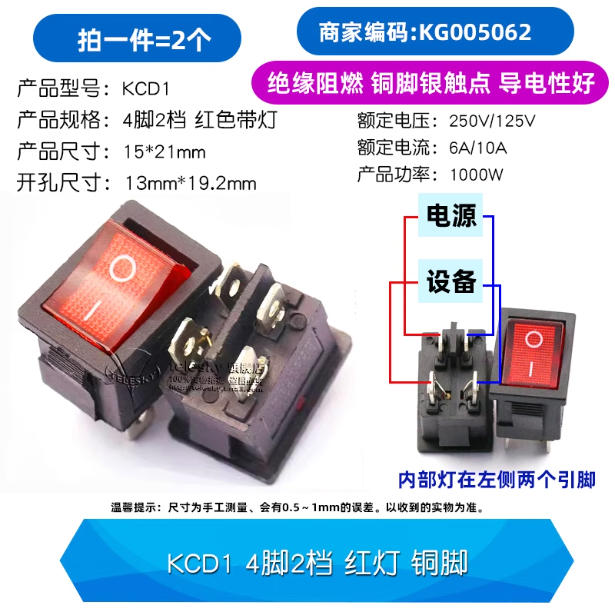 拍一件=2个
商家编码:KG005062
绝缘阻燃 铜脚银触点 导电性好
产品型号: KCD1
产品规格: 4脚2档 红色带灯
产品尺寸: 15*21mm
开孔尺寸: 13mm*19.2mm
额定电压: 250V/125V
额定电流: 6A/10A
产品功率: 1000W
电源
设备
内部灯在左侧两个引脚
TELESKY
Telesky 旗舰店
温馨提示: 尺寸为手工测量、会有0.5~1mm的误差。以收到的实物为准。
KCD1 4脚2档 红灯 铜脚